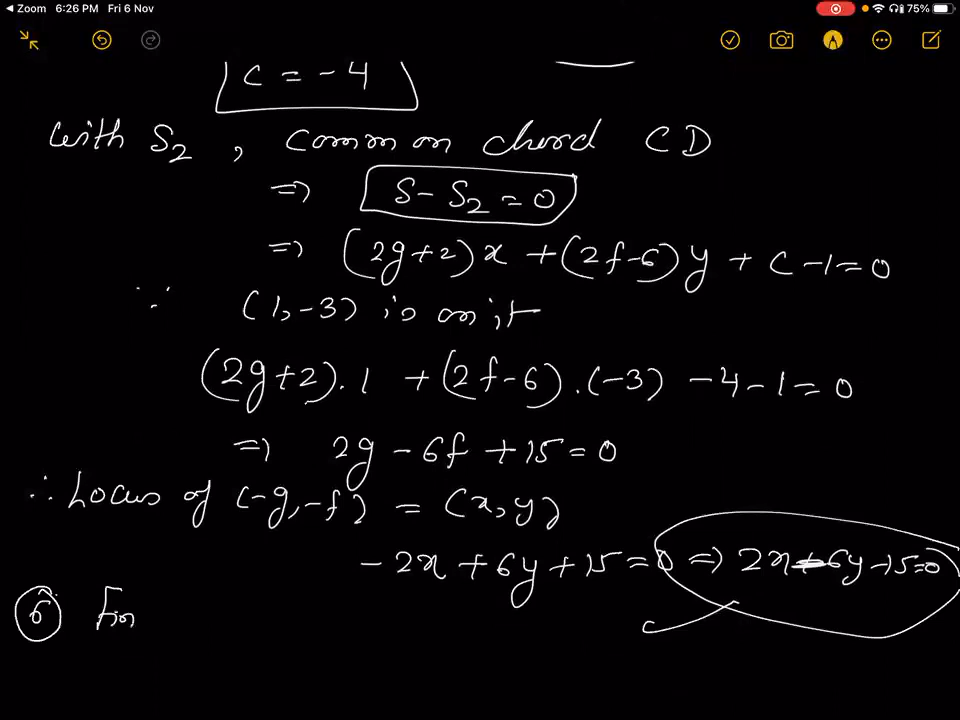 Zoom 6:26 PM Fri 6 Nov 75%
c = -4
with S₂, common chord CD
=> S - S₂ = 0
=> (2g+2)x + (2f-6)y + c - 1 = 0
∵ (1,-3) is on it
(2g+2).1 + (2f-6).(-3) - 4 - 1 = 0
=> 2g - 6f + 15 = 0
∴ Locus of (-g,-f) = (x,y)
-2x + 6y + 15 = 0 => 2x - 6y - 15 = 0
6 Fin